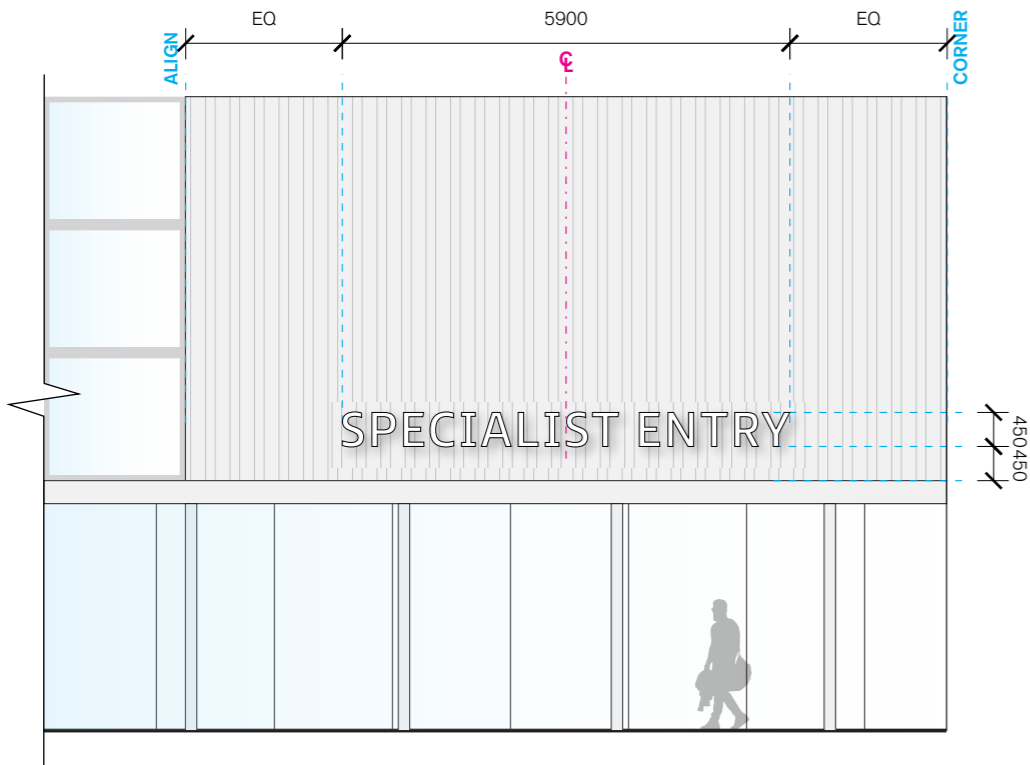 EQ 5900 EQ
ALIGN
℄
CORNER
SPECIALIST ENTRY
450
450